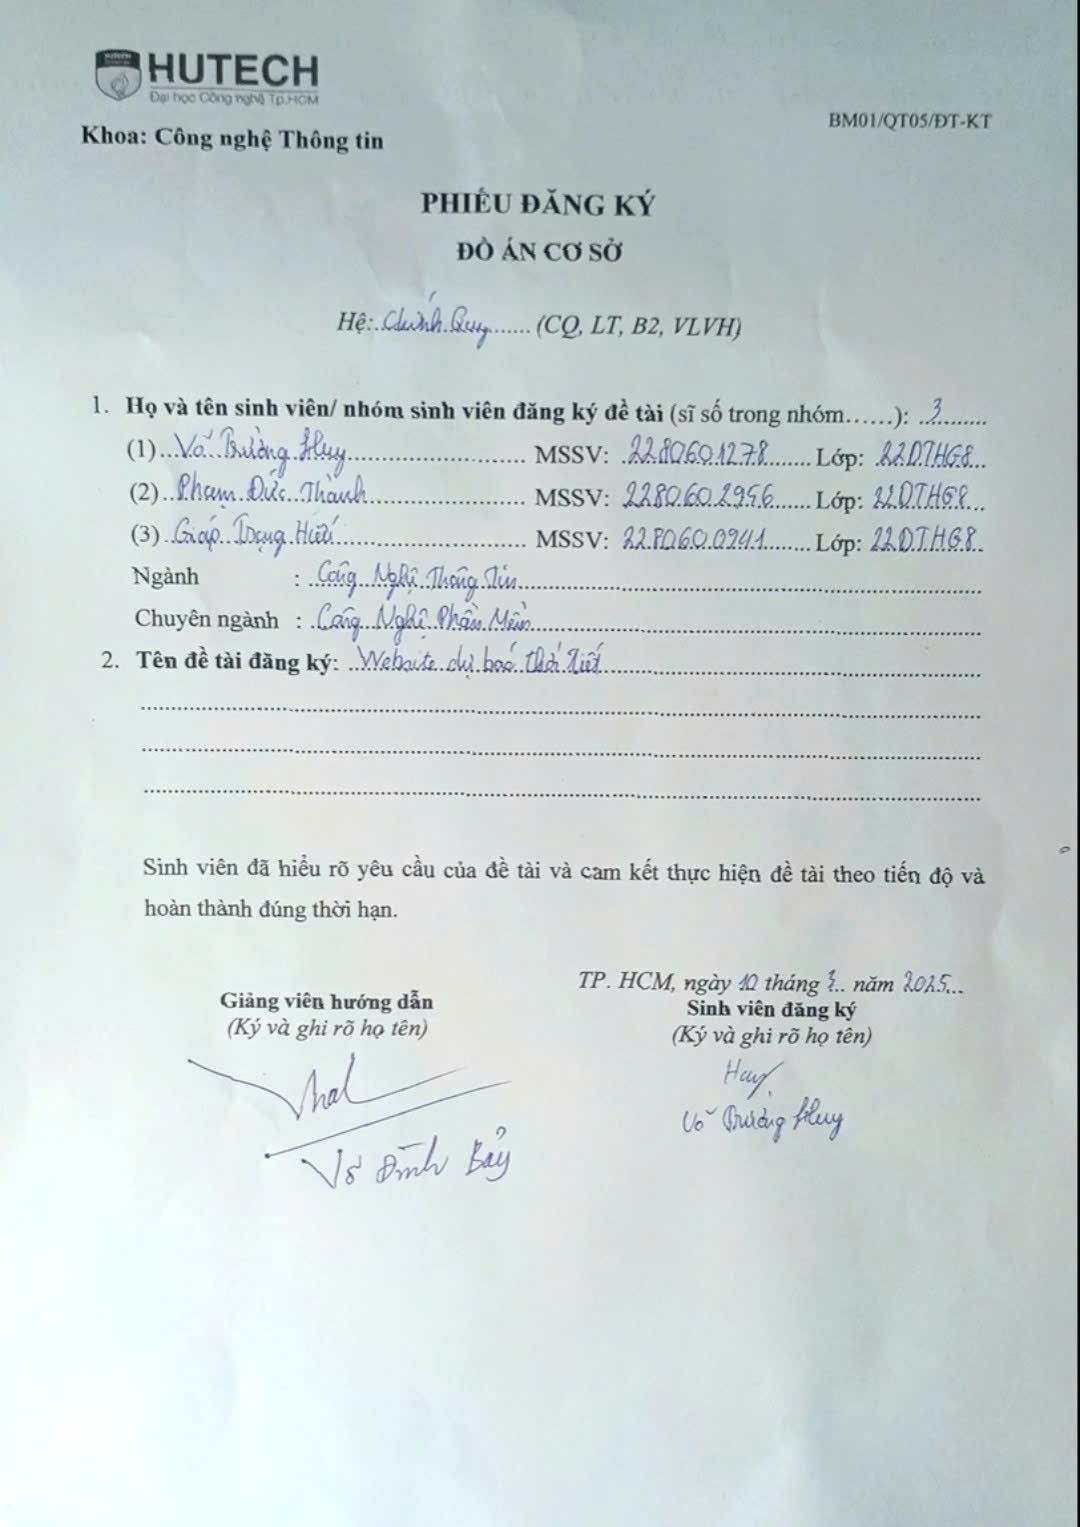 HUTECH
Đại học Công nghệ Tp.HCM
BM01/QT05/ĐT-KT
Khoa: Công nghệ Thông tin
PHIẾU ĐĂNG KÝ
ĐỒ ÁN CƠ SỞ
Hệ: Chính Quy (CQ, LT, B2, VLVH)
1. Họ và tên sinh viên/ nhóm sinh viên đăng ký đề tài (sĩ số trong nhóm......): 3
(1) Võ Trường Huy MSSV: 2280601278 Lớp: 22DTHG8
(2) Phạm Đức Thành MSSV: 2280602956 Lớp: 22DTHG8
(3) Giáp Trọng MSSV: 2280600941 Lớp: 22DTHG8
Ngành : Công Nghệ Thông Tin
Chuyên ngành : Công Nghệ Phần Mềm
2. Tên đề tài đăng ký: Website dự báo thời tiết
Sinh viên đã hiểu rõ yêu cầu của đề tài và cam kết thực hiện đề tài theo tiến độ và
hoàn thành đúng thời hạn.
TP. HCM, ngày 10 tháng năm 2025
Giảng viên hướng dẫn
(Ký và ghi rõ họ tên)
Võ Đình Bảy
Sinh viên đăng ký
(Ký và ghi rõ họ tên)
Huy
Võ Trường Huy